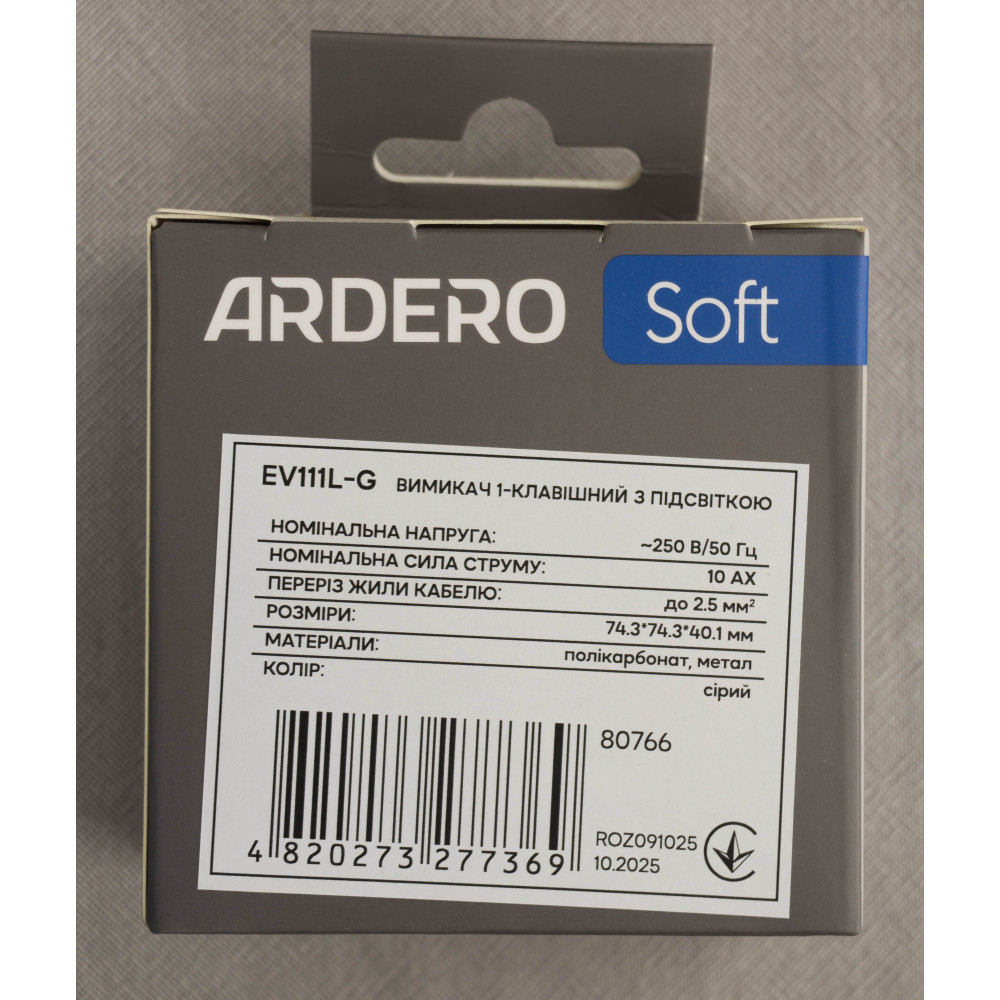 ARDERO Soft
EV111L-G ВИМИКАЧ 1-КЛАВІШНИЙ З ПІДСВІТКОЮ
НОМІНАЛЬНА НАПРУГА: ~250 В/50 Гц
НОМІНАЛЬНА СИЛА СТРУМУ: 10 АХ
ПЕРЕРІЗ ЖИЛИ КАБЕЛЮ: до 2.5 мм²
РОЗМІРИ: 74.3*74.3*40.1 мм
МАТЕРІАЛИ: полікарбонат, метал
КОЛІР: сірий
80766
ROZ091025
10.2025
4 820273 277369